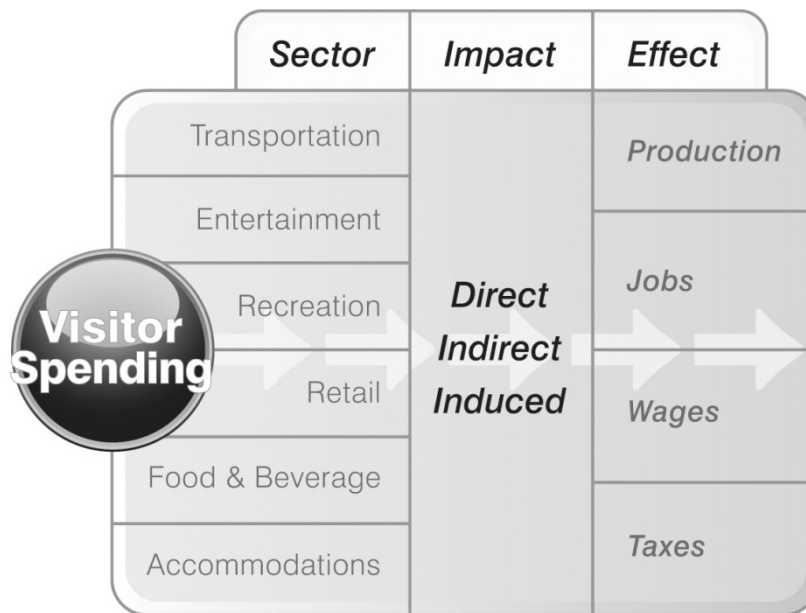 Sector
Impact
Effect
Visitor
Spending
Transportation
Entertainment
Recreation
Retail
Food & Beverage
Accommodations
Direct
Indirect
Induced
Production
Jobs
Wages
Taxes